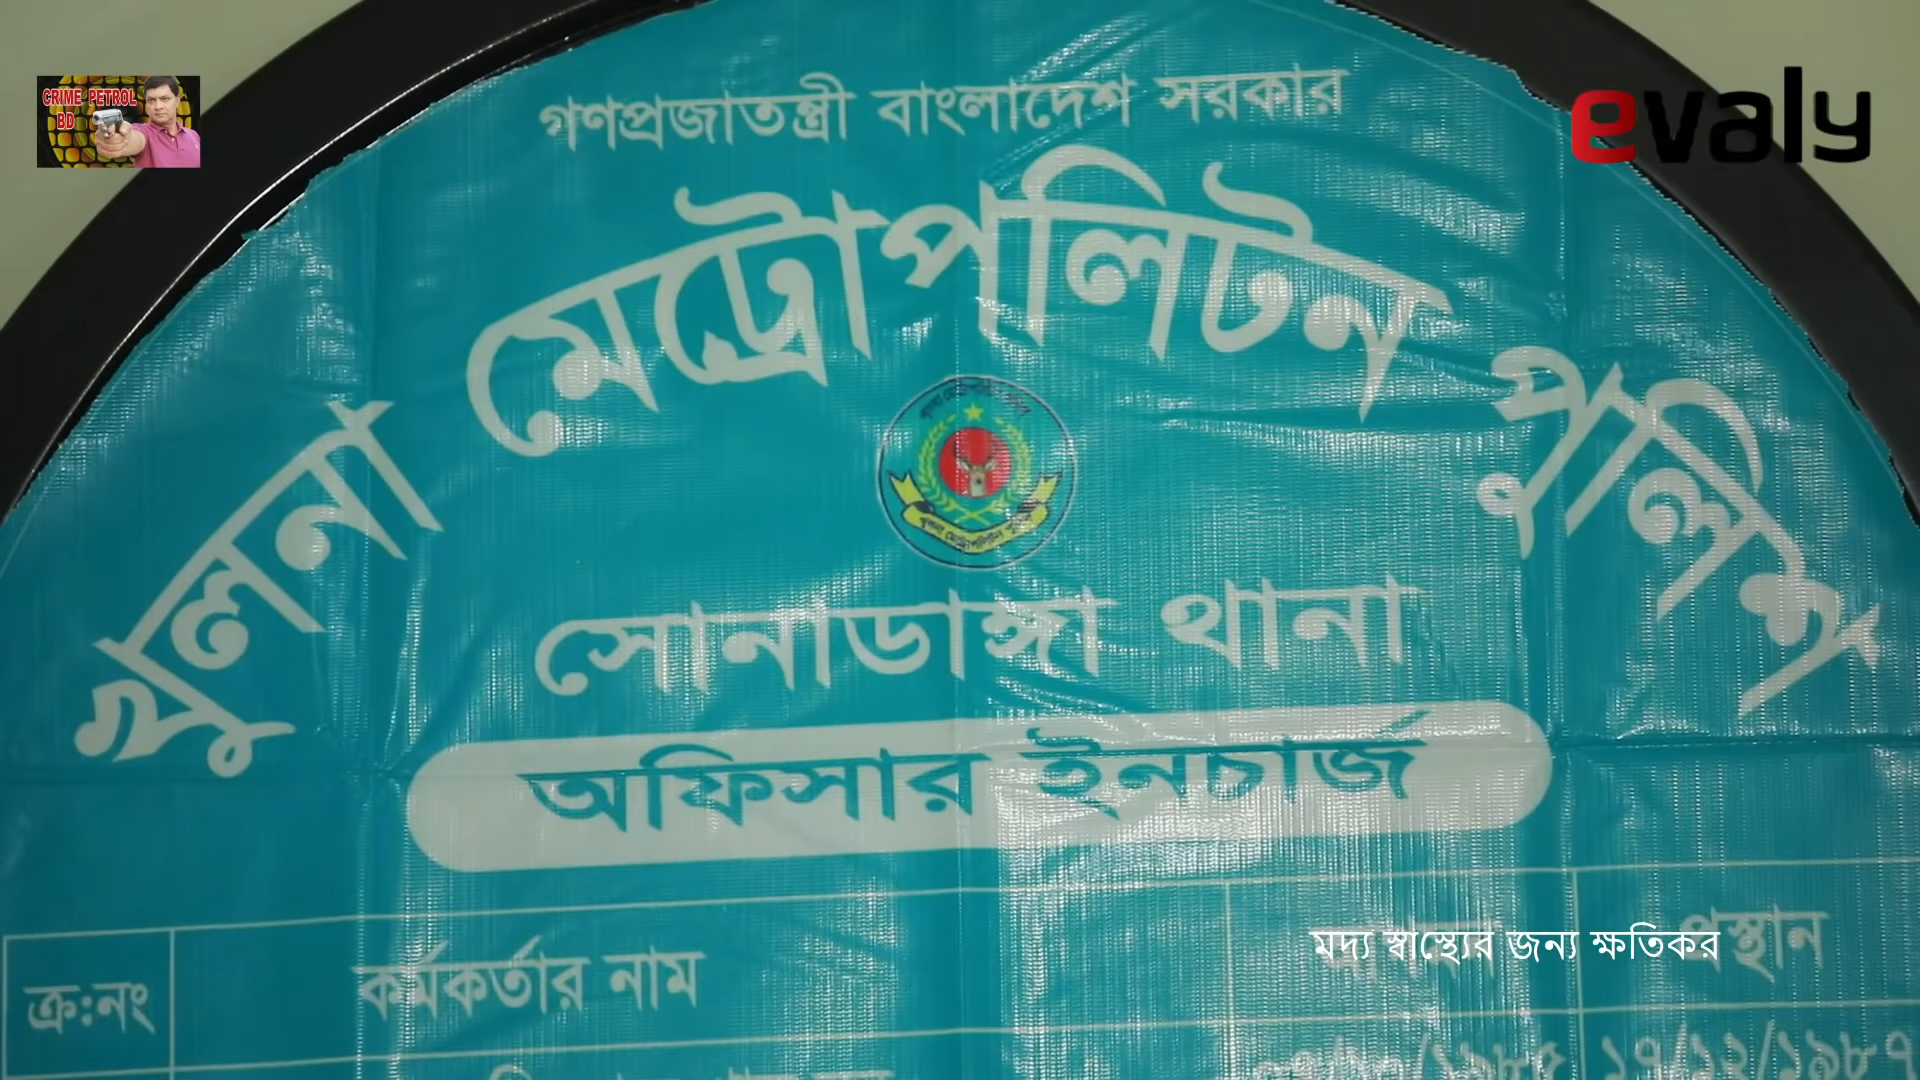 CRIME PETROL
BD
evaly
গণপ্রজাতন্ত্রী বাংলাদেশ সরকার
খুলনা মেট্রোপলিটন পুলিশ
সোনাডাঙ্গা থানা
অফিসার ইনচার্জ
ক্র:নং কর্মকর্তার নাম প্রস্থান
মদ্য স্বাস্থ্যের জন্য ক্ষতিকর
১৭/১২/১৯৮৭